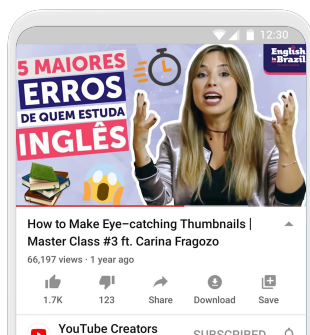 12:30
English
in Brazil
5 MAIORES
ERROS
DE QUEM ESTUDA
INGLÊS
How to Make Eye-catching Thumbnails |
Master Class #3 ft. Carina Fragozo
66,197 views · 1 year ago
1.7K
123
Share
Download
Save
YouTube Creators
SUBSCRIBED